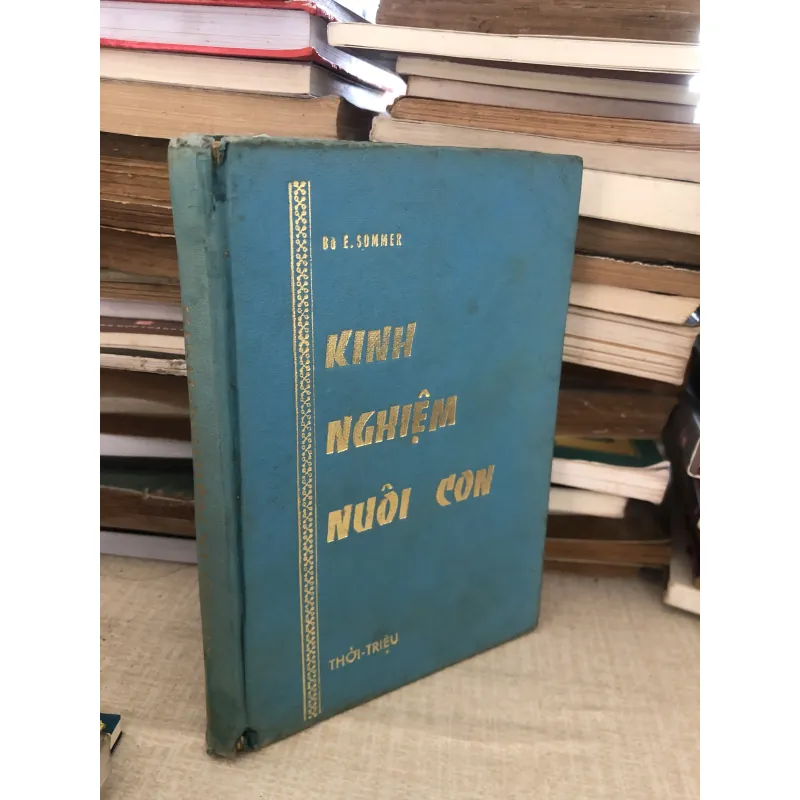 Bà E. SOMMER
KINH
NGHIỆM
NUÔI CON
THỜI-TRIỆU